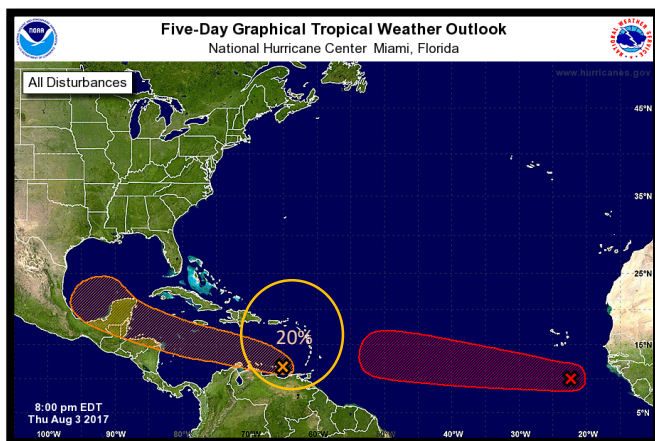 Five-Day Graphical Tropical Weather Outlook
National Hurricane Center Miami, Florida
NOAA
www.hurricanes.gov
All Disturbances
45°N
35°N
25°N
20%
15°N
5°N
8:00 pm EDT
Thu Aug 3 2017
100°W 90°W 80°W 70°W 60°W 40°W 30°W 20°W